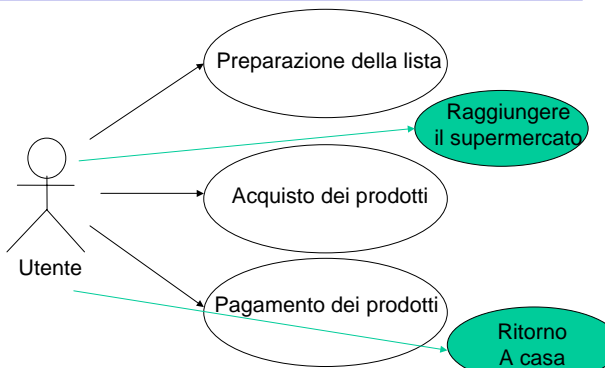 Preparazione della lista
Raggiungere
il supermercato
Acquisto dei prodotti
Utente
Pagamento dei prodotti
Ritorno
A casa